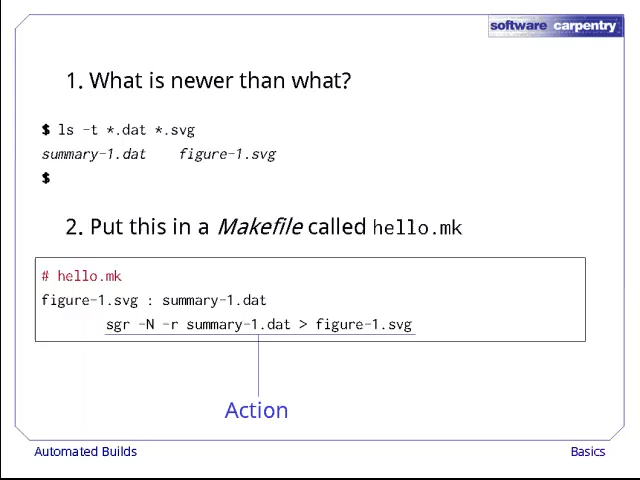 software carpentry
1. What is newer than what?
$ ls -t *.dat *.svg
summary-1.dat    figure-1.svg
$
2. Put this in a Makefile called hello.mk
# hello.mk
figure-1.svg : summary-1.dat
sgr -N -r summary-1.dat > figure-1.svg
Action
Automated Builds
Basics